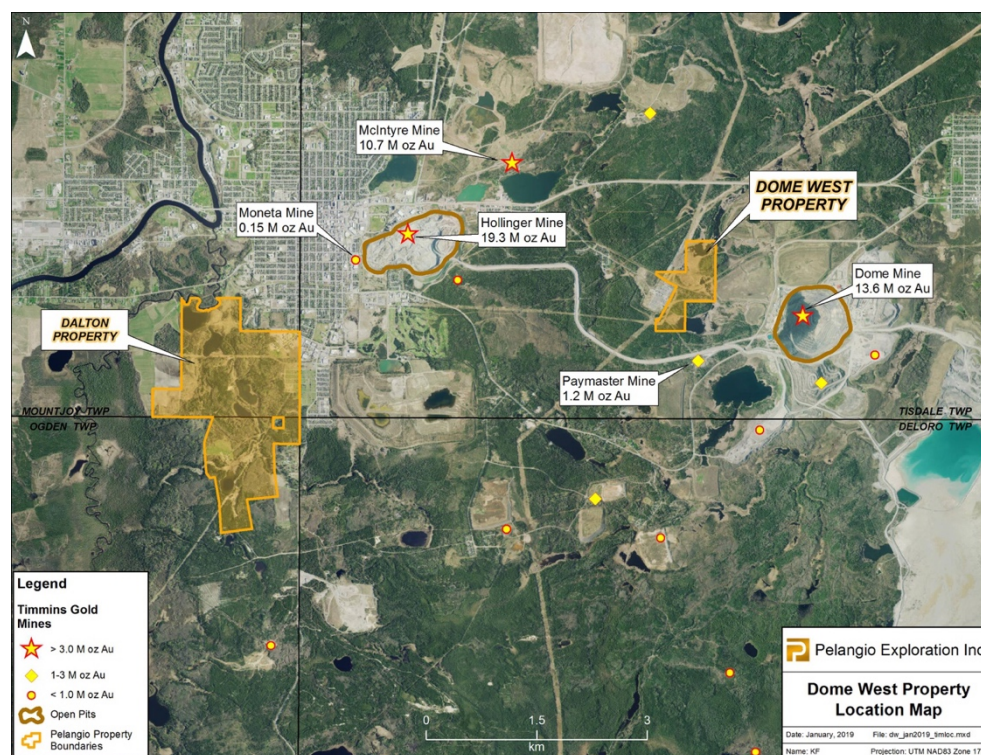 N
McIntyre Mine
10.7 M oz Au
DOME WEST
PROPERTY
Moneta Mine
0.15 M oz Au
Hollinger Mine
19.3 M oz Au
Dome Mine
13.6 M oz Au
DALTON
PROPERTY
Paymaster Mine
1.2 M oz Au
MOUNTJOY TWP
OGDEN TWP
TISDALE TWP
DELORO TWP
Legend
Timmins Gold
Mines
> 3.0 M oz Au
1-3 M oz Au
< 1.0 M oz Au
Open Pits
Pelangio Property
Boundaries
0 1.5 3
km
Pelangio Exploration Inc
Dome West Property
Location Map
Date: January, 2019 File: dw_jan2019_timloc.mxd
Name: KF Projection: UTM NAD83 Zone 17